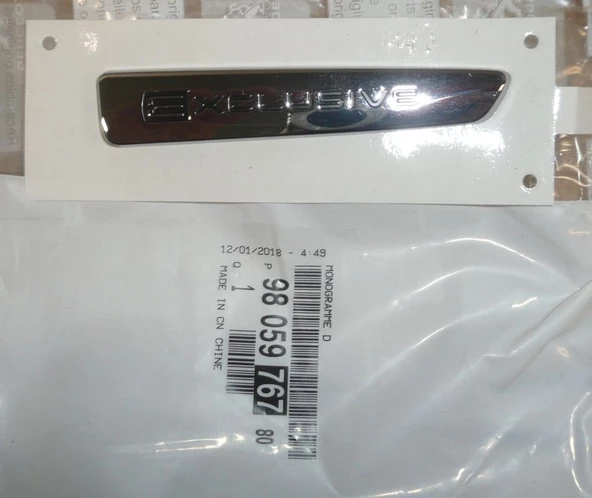 EXCLUSIVE
12/01/2018 - 4:49
MONOGRAMME D
P 98 059 767 80
Q 1
MADE IN CN CHINE